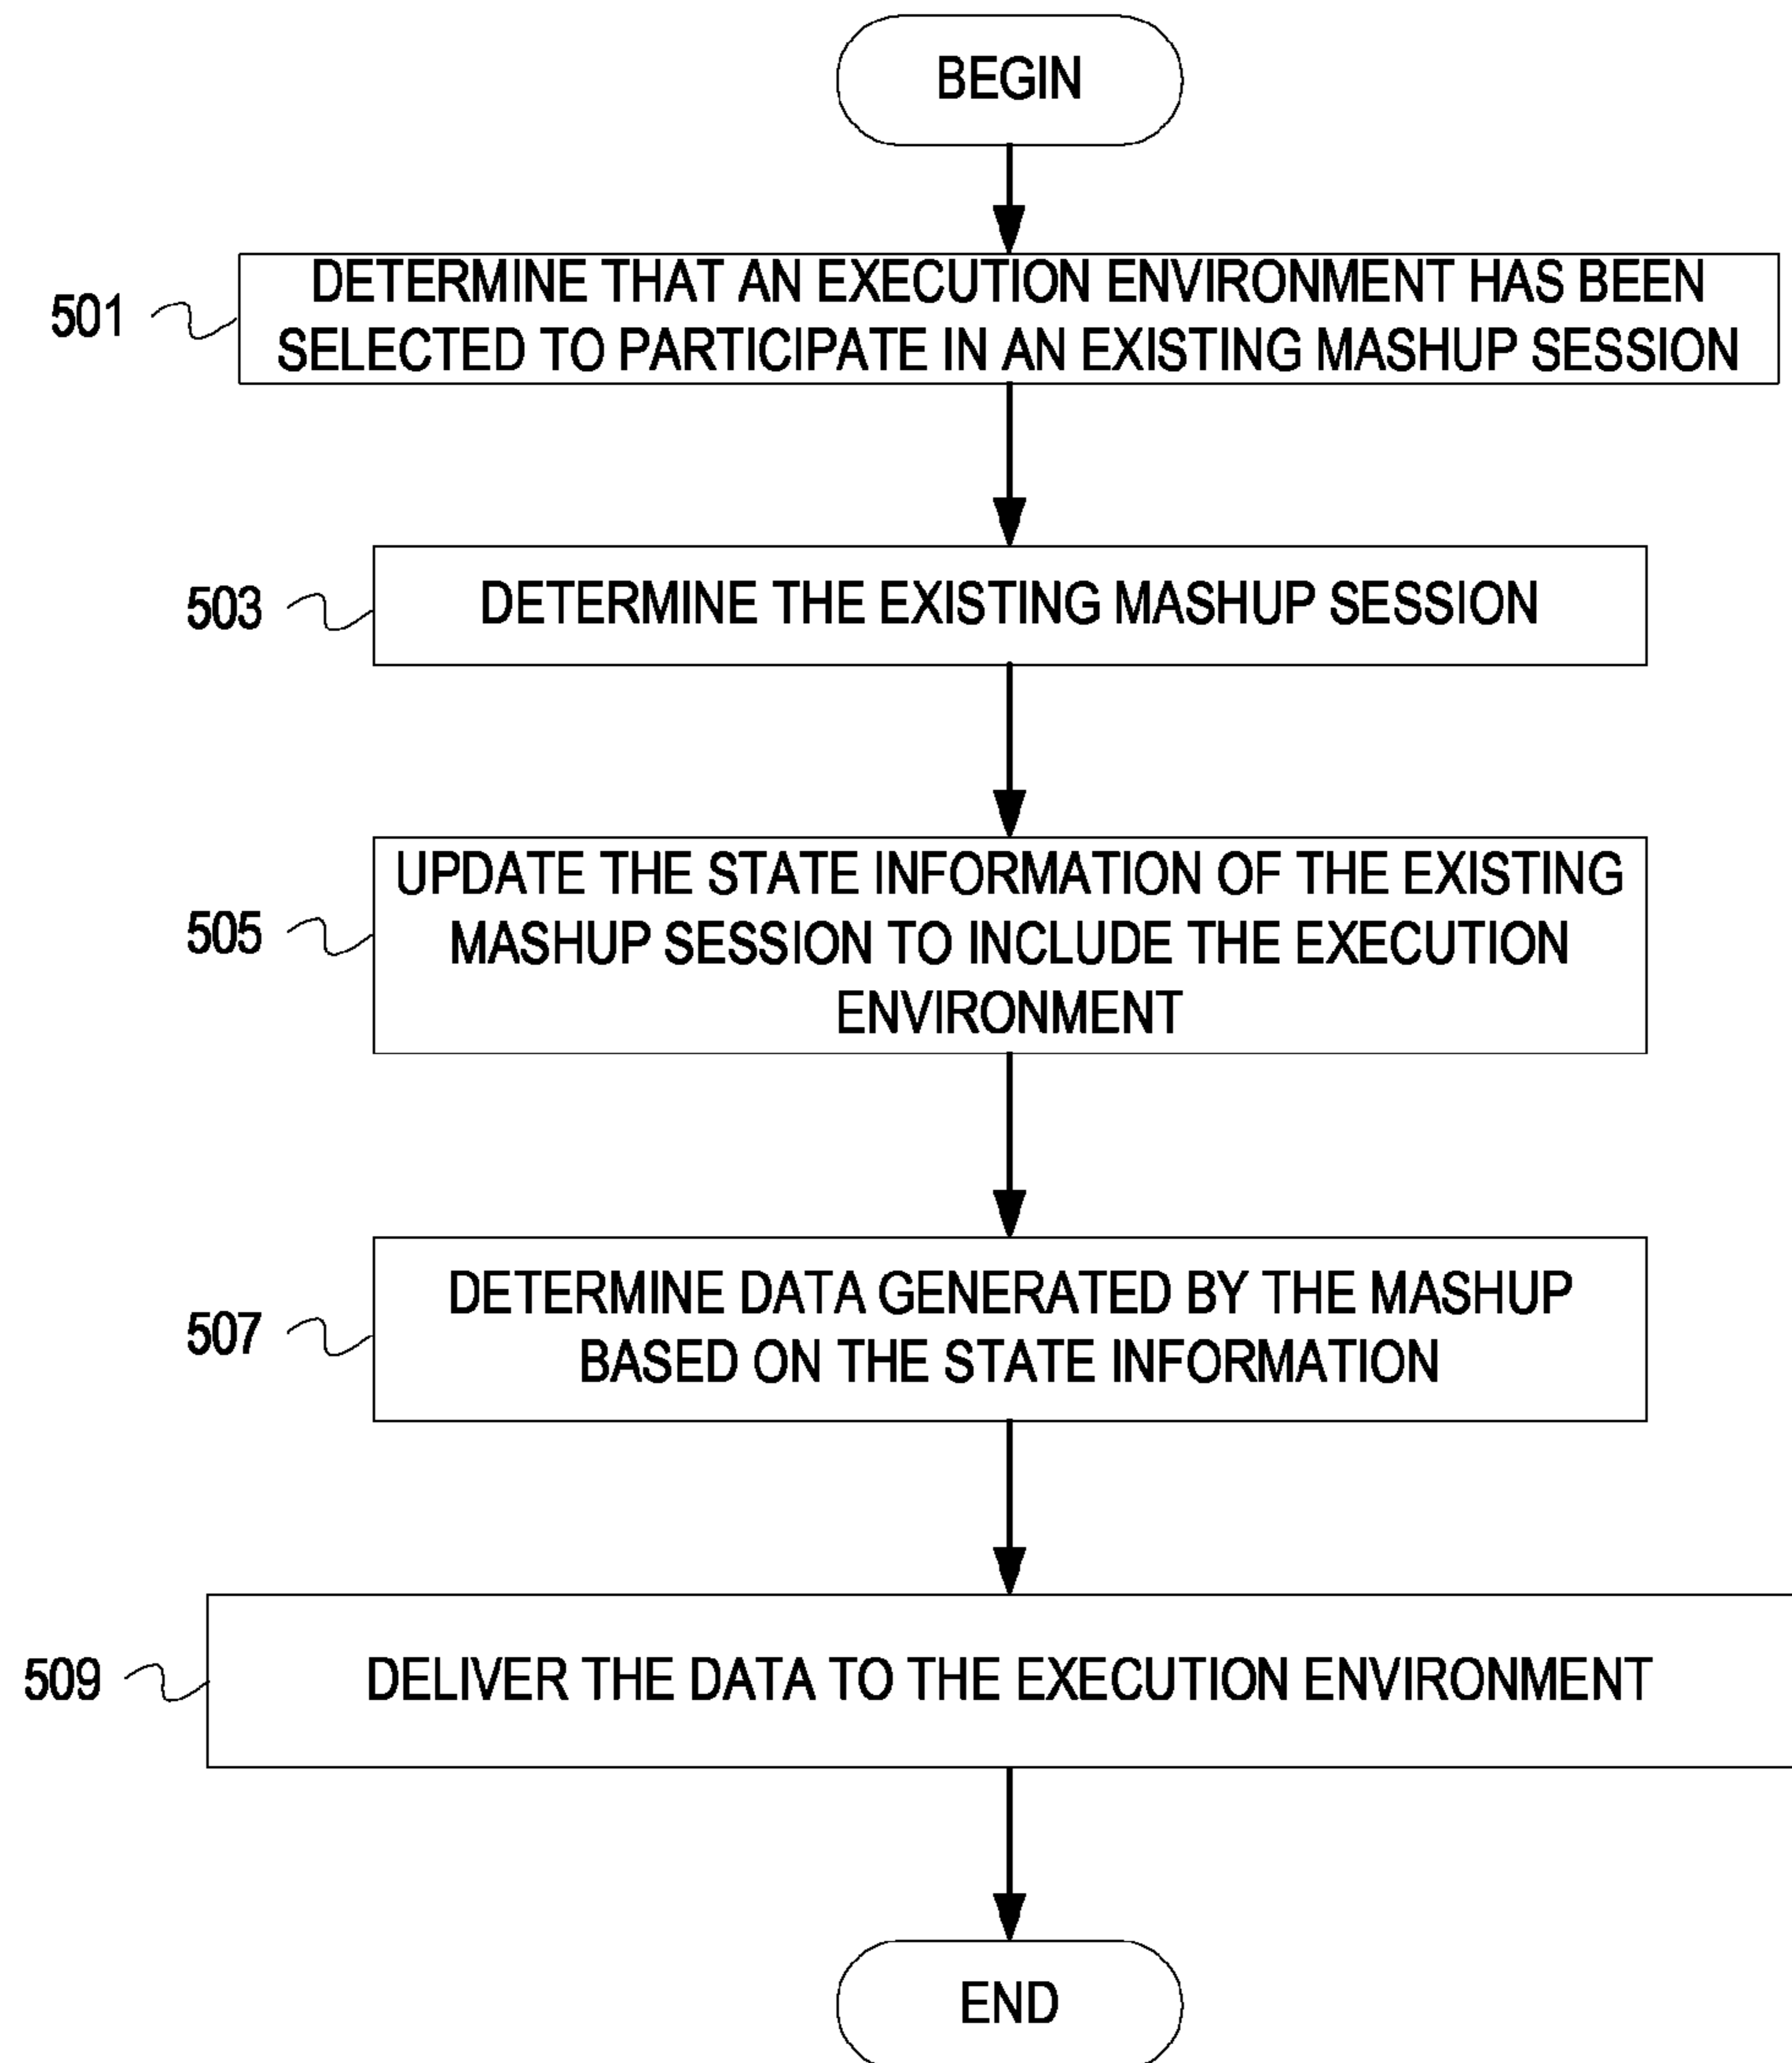 BEGIN
501
DETERMINE THAT AN EXECUTION ENVIRONMENT HAS BEEN
SELECTED TO PARTICIPATE IN AN EXISTING MASHUP SESSION
503
DETERMINE THE EXISTING MASHUP SESSION
505
UPDATE THE STATE INFORMATION OF THE EXISTING
MASHUP SESSION TO INCLUDE THE EXECUTION
ENVIRONMENT
507
DETERMINE DATA GENERATED BY THE MASHUP
BASED ON THE STATE INFORMATION
509
DELIVER THE DATA TO THE EXECUTION ENVIRONMENT
END